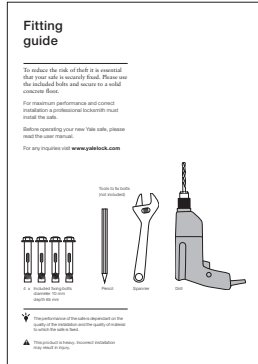 Fitting
guide
To reduce the risk of theft it is essential
that your safe is securely fixed. Please use
the included bolts and secure to a solid
concrete floor.
For maximum performance and correct
installation a professional locksmith must
install the safe.
Before operating your new Yale safe, please
read the user manual.
For any inquiries visit www.yalelock.com
Tools to fix bolts
(not included)
4 x Included fixing bolts
diameter 10 mm
depth 65 mm
Pencil
Spanner
Drill
The performance of the safe is dependant on the
quality of the installation and the quality of material
to which the safe is fixed.
This product is heavy, incorrect installation
may result in injury.